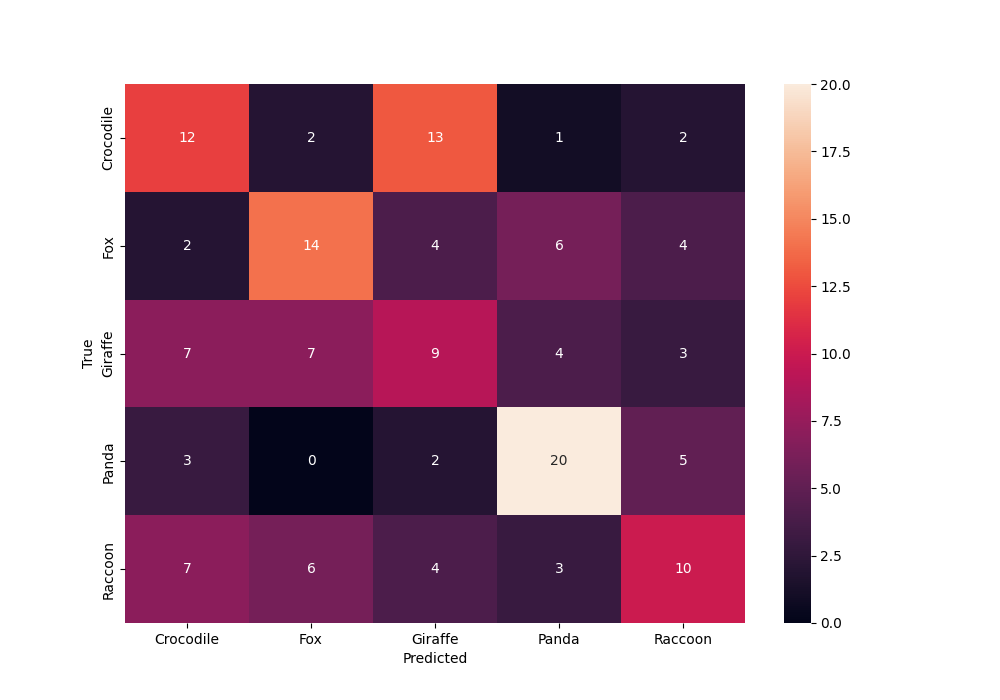 Crocodile 12 2 13 1 2
Fox 2 14 4 6 4
Giraffe 7 7 9 4 3
Panda 3 0 2 20 5
Raccoon 7 6 4 3 10
True
Crocodile Fox Giraffe Panda Raccoon
Predicted
20.0
17.5
15.0
12.5
10.0
7.5
5.0
2.5
0.0